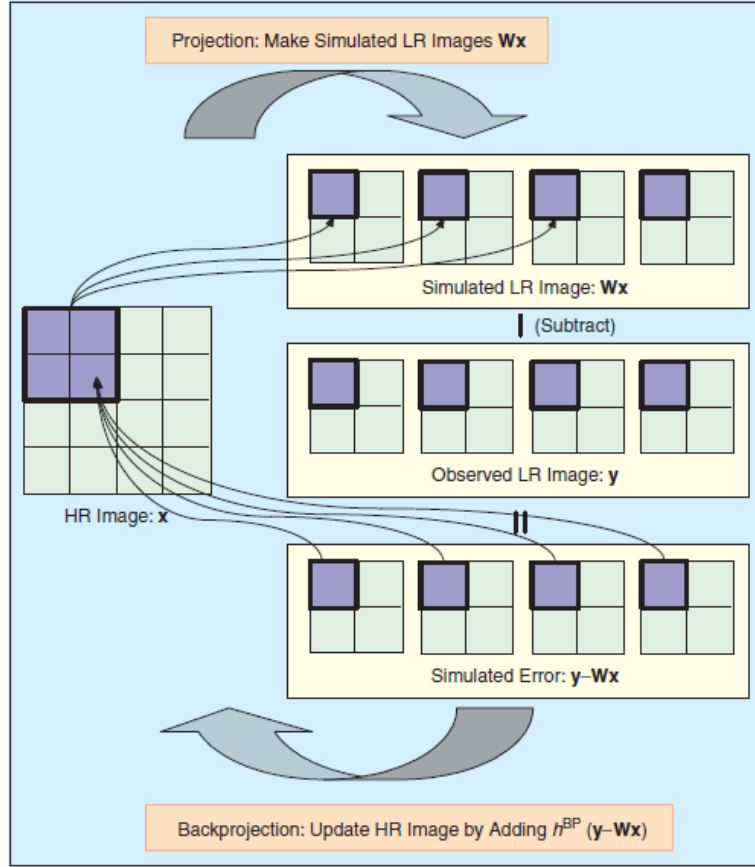 Projection: Make Simulated LR Images Wx
Simulated LR Image: Wx
(Subtract)
Observed LR Image: y
HR Image: x
Simulated Error: y–Wx
Backprojection: Update HR Image by Adding h^BP (y–Wx)